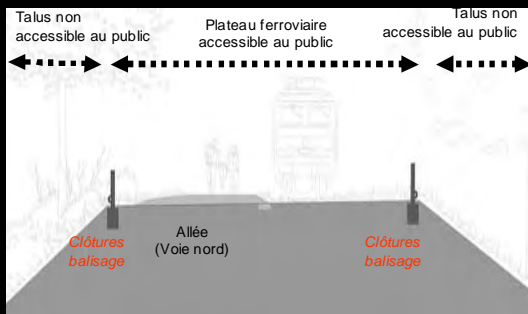 Talus non
accessible au public
Plateau ferroviaire
accessible au public
Talus non
accessible au public
Allée
(Voie nord)
Clôtures
balisage
Clôtures
balisage